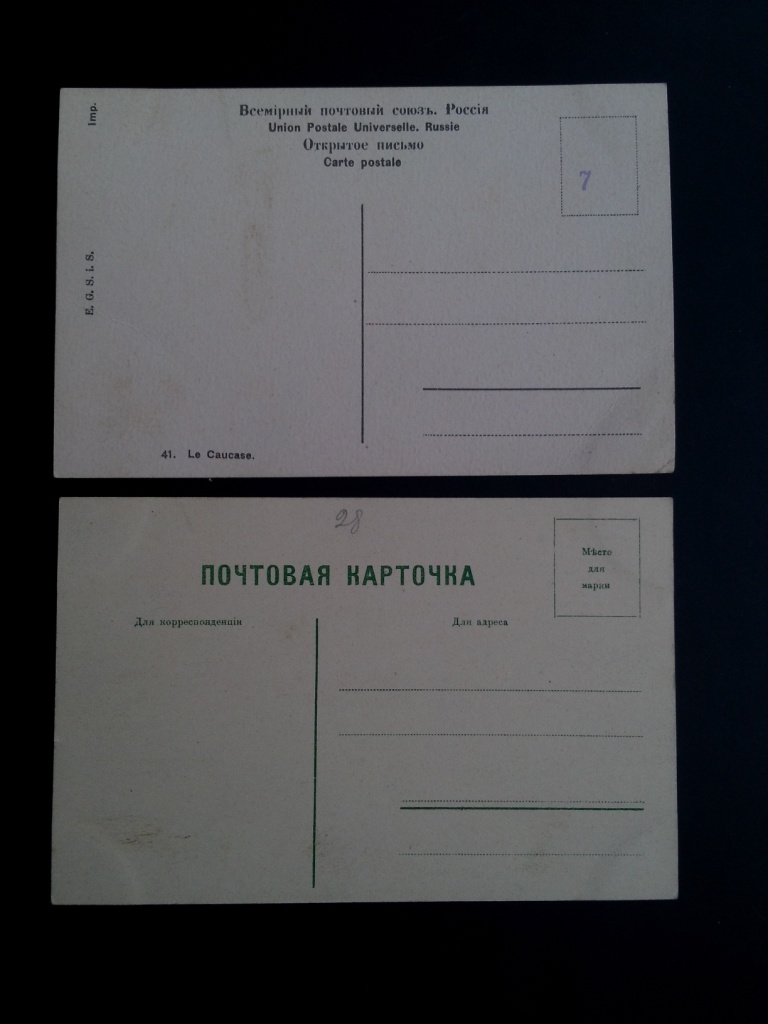 Всемірный почтовый союзъ. Россія
Union Postale Universelle. Russie
Открытое письмо
Carte postale
Imp.
E. G. S. i. S.
7
41. Le Caucase.
28
ПОЧТОВАЯ КАРТОЧКА
Мѣсто
для
марки
Для корреспонденціи
Для адреса